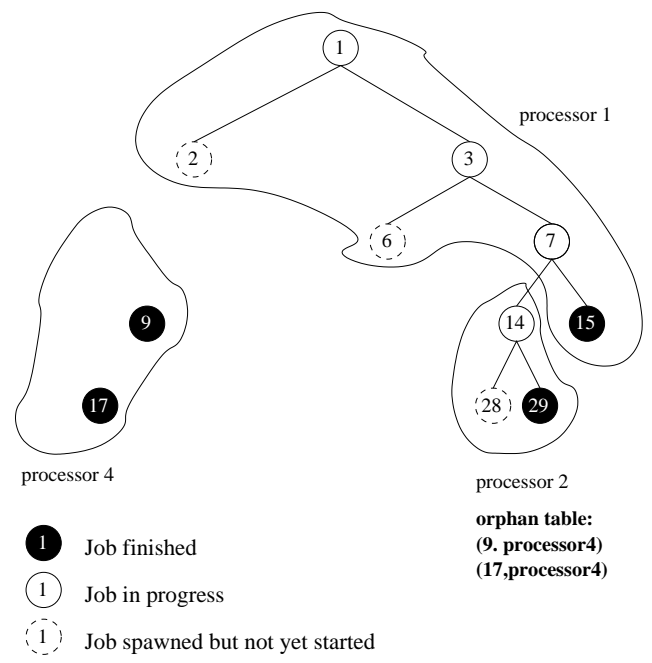 1
processor 1
2
3
6
7
9
14
15
17
28
29
processor 4
processor 2
orphan table:
(9. processor4)
(17,processor4)
1 Job finished
1 Job in progress
1 Job spawned but not yet started